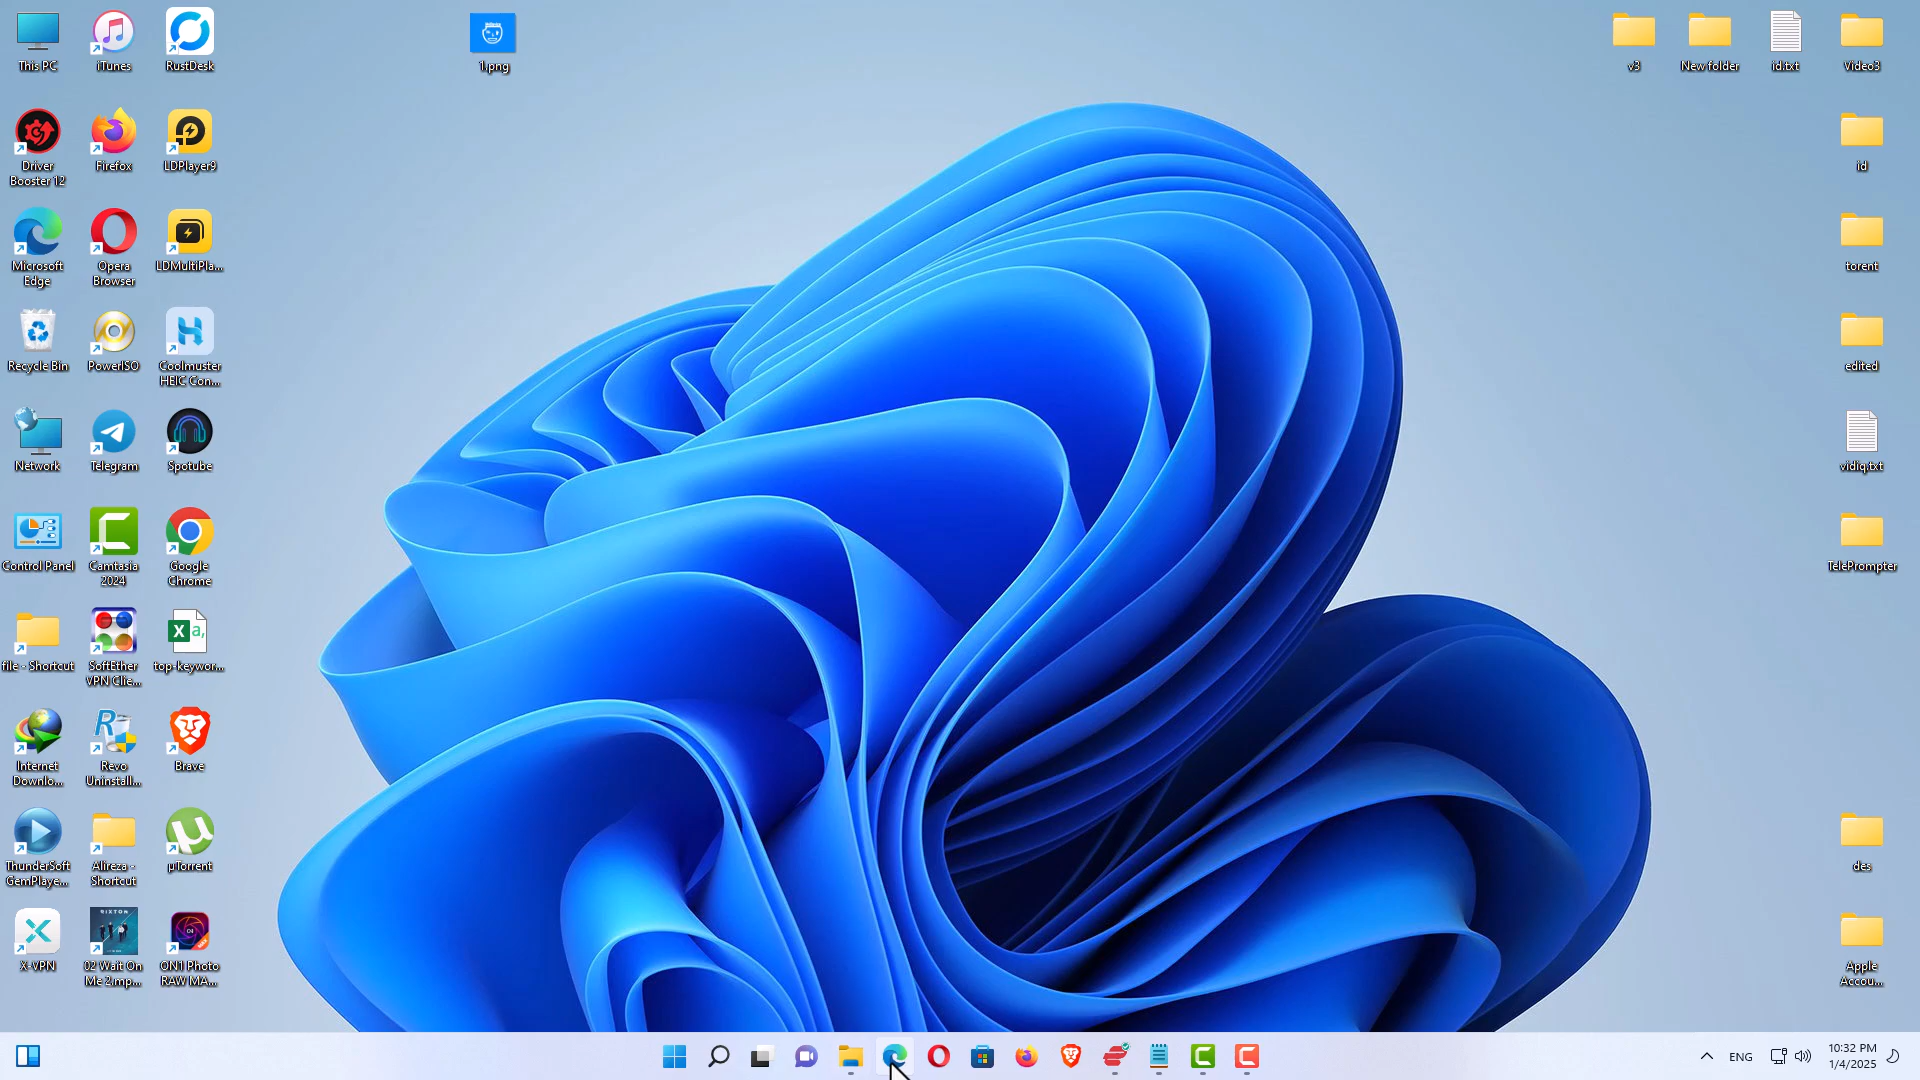 This PC
iTunes
RustDesk
1.png
v3
New folder
id.txt
Video3
Driver
Booster 12
Firefox
LDPlayer9
id
Microsoft
Edge
Opera
Browser
LDMultiPla...
torent
Recycle Bin
PowerISO
Coolmuster
HEIC Con...
edited
Network
Telegram
Spotube
vidiq.txt
Control Panel
Camtasia
2024
Google
Chrome
TelePrompter
file - Shortcut
SoftEther
VPN Clie...
top-keywor...
Internet
Downlo...
Revo
Uninstall...
Brave
ThunderSoft
GemPlaye...
Alireza -
Shortcut
µTorrent
des
X-VPN
RIXTON
02 Wait On
Me 2.mp...
ON1 Photo
RAW MA...
Apple
Accou...
ENG
10:32 PM
1/4/2025